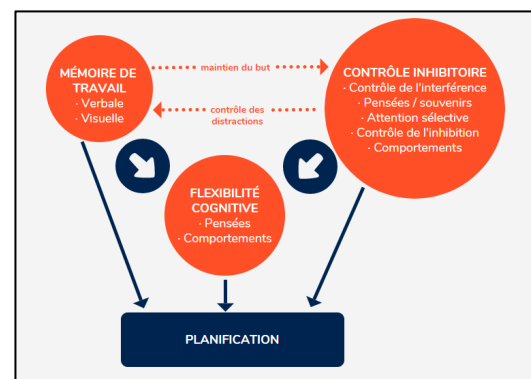 MÉMOIRE DE
TRAVAIL
· Verbale
· Visuelle
maintien du but
contrôle des
distractions
CONTRÔLE INHIBITOIRE
· Contrôle de l'interférence
· Pensées / souvenirs
· Attention sélective
· Contrôle de l'inhibition
· Comportements
FLEXIBILITÉ
COGNITIVE
· Pensées
· Comportements
PLANIFICATION